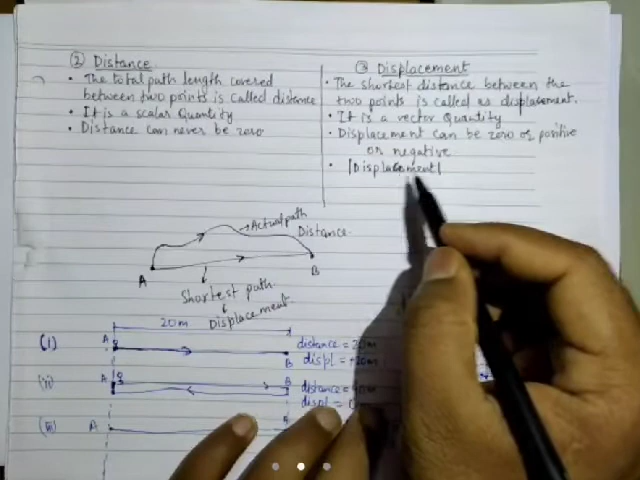 ② Distance
• The total path length covered
between two points is called distance
• It is a scalar Quantity
• Distance can never be zero
③ Displacement
• The shortest distance between the
two points is called as displacement.
• It is a vector Quantity
• Displacement can be zero or positive
or negative
• |Displacement|
Actual path
Distance
A
B
Shortest path
Displacement
20m
(i)
A
B
distance = 20m
displ = +20m
(ii)
A
B
distance =
displ =
(iii)
A